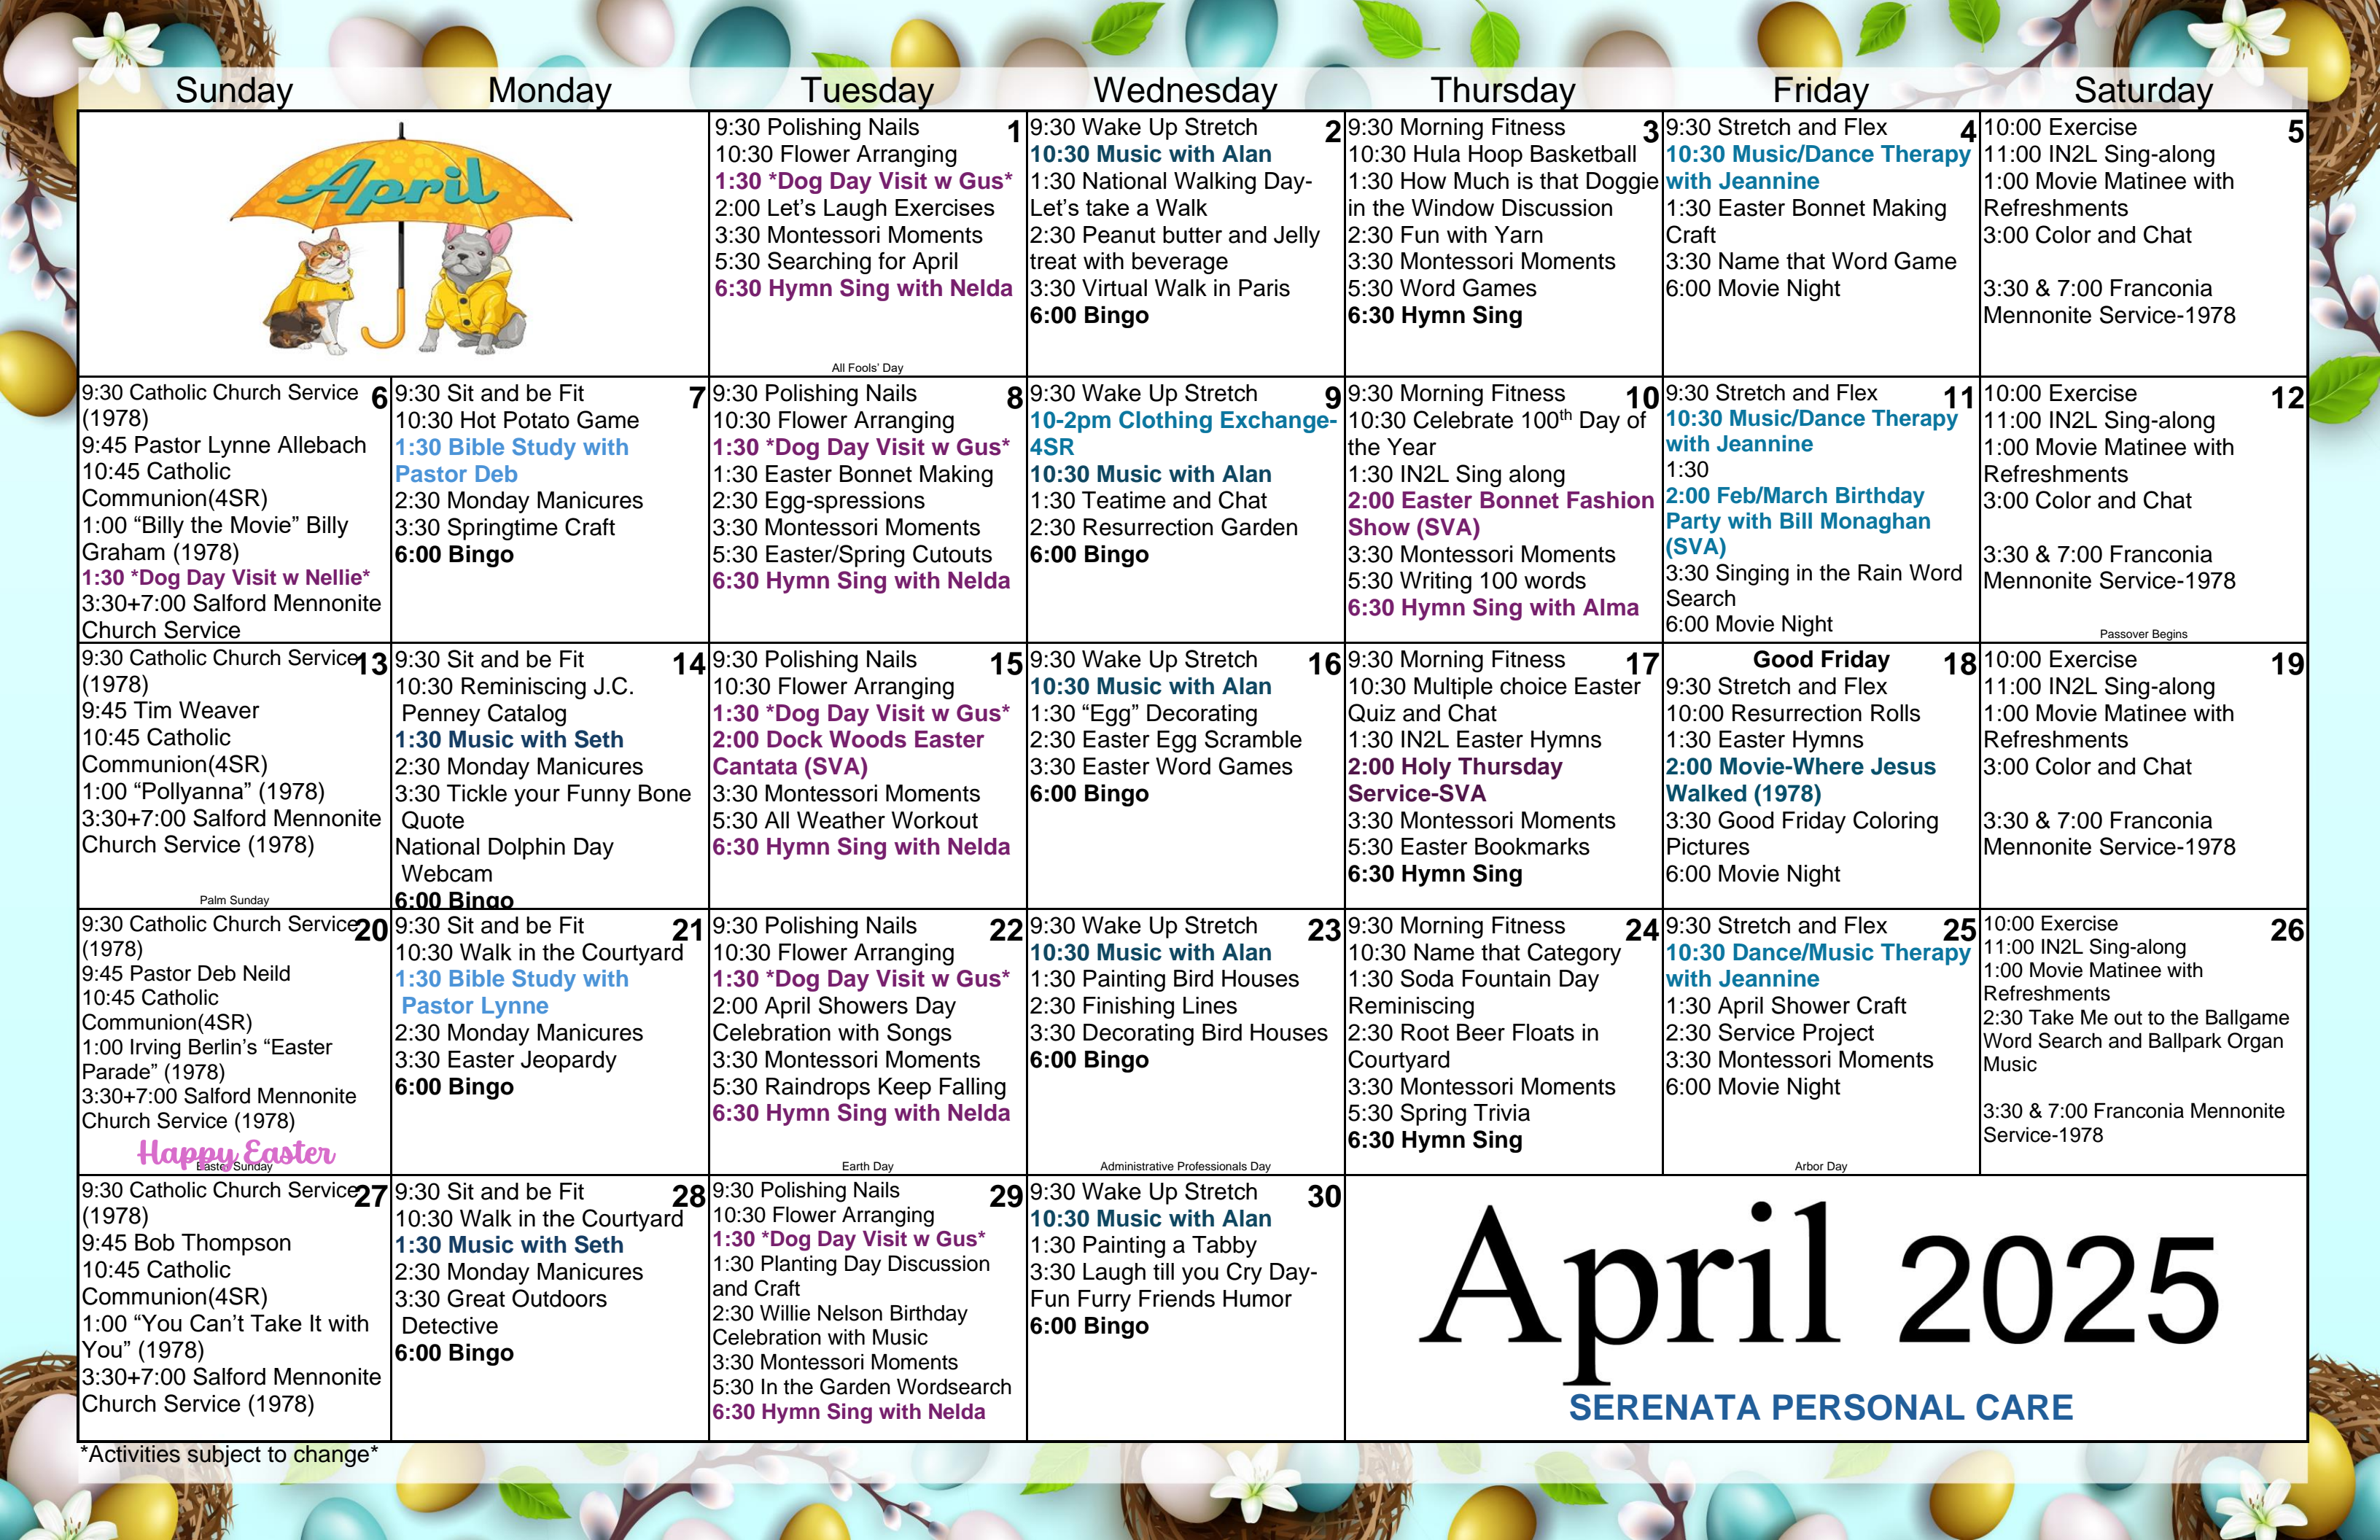 Sunday Monday Tuesday Wednesday Thursday Friday Saturday
April
1
9:30 Polishing Nails
10:30 Flower Arranging
1:30 *Dog Day Visit w Gus*
2:00 Let’s Laugh Exercises
3:30 Montessori Moments
5:30 Searching for April
6:30 Hymn Sing with Nelda
All Fools’ Day
2
9:30 Wake Up Stretch
10:30 Music with Alan
1:30 National Walking Day-
Let’s take a Walk
2:30 Peanut butter and Jelly
treat with beverage
3:30 Virtual Walk in Paris
6:00 Bingo
3
9:30 Morning Fitness
10:30 Hula Hoop Basketball
1:30 How Much is that Doggie
in the Window Discussion
2:30 Fun with Yarn
3:30 Montessori Moments
5:30 Word Games
6:30 Hymn Sing
4
9:30 Stretch and Flex
10:30 Music/Dance Therapy
with Jeannine
1:30 Easter Bonnet Making
Craft
3:30 Name that Word Game
6:00 Movie Night
5
10:00 Exercise
11:00 IN2L Sing-along
1:00 Movie Matinee with
Refreshments
3:00 Color and Chat
3:30 & 7:00 Franconia
Mennonite Service-1978
6
9:30 Catholic Church Service
(1978)
9:45 Pastor Lynne Allebach
10:45 Catholic
Communion(4SR)
1:00 “Billy the Movie” Billy
Graham (1978)
1:30 *Dog Day Visit w Nellie*
3:30+7:00 Salford Mennonite
Church Service
7
9:30 Sit and be Fit
10:30 Hot Potato Game
1:30 Bible Study with
Pastor Deb
2:30 Monday Manicures
3:30 Springtime Craft
6:00 Bingo
8
9:30 Polishing Nails
10:30 Flower Arranging
1:30 *Dog Day Visit w Gus*
1:30 Easter Bonnet Making
2:30 Egg-spressions
3:30 Montessori Moments
5:30 Easter/Spring Cutouts
6:30 Hymn Sing with Nelda
9
9:30 Wake Up Stretch
10-2pm Clothing Exchange-
4SR
10:30 Music with Alan
1:30 Teatime and Chat
2:30 Resurrection Garden
6:00 Bingo
10
9:30 Morning Fitness
10:30 Celebrate 100th Day of
the Year
1:30 IN2L Sing along
2:00 Easter Bonnet Fashion
Show (SVA)
3:30 Montessori Moments
5:30 Writing 100 words
6:30 Hymn Sing with Alma
11
9:30 Stretch and Flex
10:30 Music/Dance Therapy
with Jeannine
1:30
2:00 Feb/March Birthday
Party with Bill Monaghan
(SVA)
3:30 Singing in the Rain Word
Search
6:00 Movie Night
12
10:00 Exercise
11:00 IN2L Sing-along
1:00 Movie Matinee with
Refreshments
3:00 Color and Chat
3:30 & 7:00 Franconia
Mennonite Service-1978
Passover Begins
13
9:30 Catholic Church Service
(1978)
9:45 Tim Weaver
10:45 Catholic
Communion(4SR)
1:00 “Pollyanna” (1978)
3:30+7:00 Salford Mennonite
Church Service (1978)
Palm Sunday
14
9:30 Sit and be Fit
10:30 Reminiscing J.C.
Penney Catalog
1:30 Music with Seth
2:30 Monday Manicures
3:30 Tickle your Funny Bone
Quote
National Dolphin Day
Webcam
6:00 Bingo
15
9:30 Polishing Nails
10:30 Flower Arranging
1:30 *Dog Day Visit w Gus*
2:00 Dock Woods Easter
Cantata (SVA)
3:30 Montessori Moments
5:30 All Weather Workout
6:30 Hymn Sing with Nelda
16
9:30 Wake Up Stretch
10:30 Music with Alan
1:30 “Egg” Decorating
2:30 Easter Egg Scramble
3:30 Easter Word Games
6:00 Bingo
17
9:30 Morning Fitness
10:30 Multiple choice Easter
Quiz and Chat
1:30 IN2L Easter Hymns
2:00 Holy Thursday
Service-SVA
3:30 Montessori Moments
5:30 Easter Bookmarks
6:30 Hymn Sing
18
Good Friday
9:30 Stretch and Flex
10:00 Resurrection Rolls
1:30 Easter Hymns
2:00 Movie-Where Jesus
Walked (1978)
3:30 Good Friday Coloring
Pictures
6:00 Movie Night
19
10:00 Exercise
11:00 IN2L Sing-along
1:00 Movie Matinee with
Refreshments
3:00 Color and Chat
3:30 & 7:00 Franconia
Mennonite Service-1978
20
9:30 Catholic Church Service
(1978)
9:45 Pastor Deb Neild
10:45 Catholic
Communion(4SR)
1:00 Irving Berlin’s “Easter
Parade” (1978)
3:30+7:00 Salford Mennonite
Church Service (1978)
Happy Easter
Easter Sunday
21
9:30 Sit and be Fit
10:30 Walk in the Courtyard
1:30 Bible Study with
Pastor Lynne
2:30 Monday Manicures
3:30 Easter Jeopardy
6:00 Bingo
22
9:30 Polishing Nails
10:30 Flower Arranging
1:30 *Dog Day Visit w Gus*
2:00 April Showers Day
Celebration with Songs
3:30 Montessori Moments
5:30 Raindrops Keep Falling
6:30 Hymn Sing with Nelda
Earth Day
23
9:30 Wake Up Stretch
10:30 Music with Alan
1:30 Painting Bird Houses
2:30 Finishing Lines
3:30 Decorating Bird Houses
6:00 Bingo
Administrative Professionals Day
24
9:30 Morning Fitness
10:30 Name that Category
1:30 Soda Fountain Day
Reminiscing
2:30 Root Beer Floats in
Courtyard
3:30 Montessori Moments
5:30 Spring Trivia
6:30 Hymn Sing
25
9:30 Stretch and Flex
10:30 Dance/Music Therapy
with Jeannine
1:30 April Shower Craft
2:30 Service Project
3:30 Montessori Moments
6:00 Movie Night
Arbor Day
26
10:00 Exercise
11:00 IN2L Sing-along
1:00 Movie Matinee with
Refreshments
2:30 Take Me out to the Ballgame
Word Search and Ballpark Organ
Music
3:30 & 7:00 Franconia Mennonite
Service-1978
27
9:30 Catholic Church Service
(1978)
9:45 Bob Thompson
10:45 Catholic
Communion(4SR)
1:00 “You Can’t Take It with
You” (1978)
3:30+7:00 Salford Mennonite
Church Service (1978)
28
9:30 Sit and be Fit
10:30 Walk in the Courtyard
1:30 Music with Seth
2:30 Monday Manicures
3:30 Great Outdoors
Detective
6:00 Bingo
29
9:30 Polishing Nails
10:30 Flower Arranging
1:30 *Dog Day Visit w Gus*
1:30 Planting Day Discussion
and Craft
2:30 Willie Nelson Birthday
Celebration with Music
3:30 Montessori Moments
5:30 In the Garden Wordsearch
6:30 Hymn Sing with Nelda
30
9:30 Wake Up Stretch
10:30 Music with Alan
1:30 Painting a Tabby
3:30 Laugh till you Cry Day-
Fun Furry Friends Humor
6:00 Bingo
April 2025
SERENATA PERSONAL CARE
*Activities subject to change*